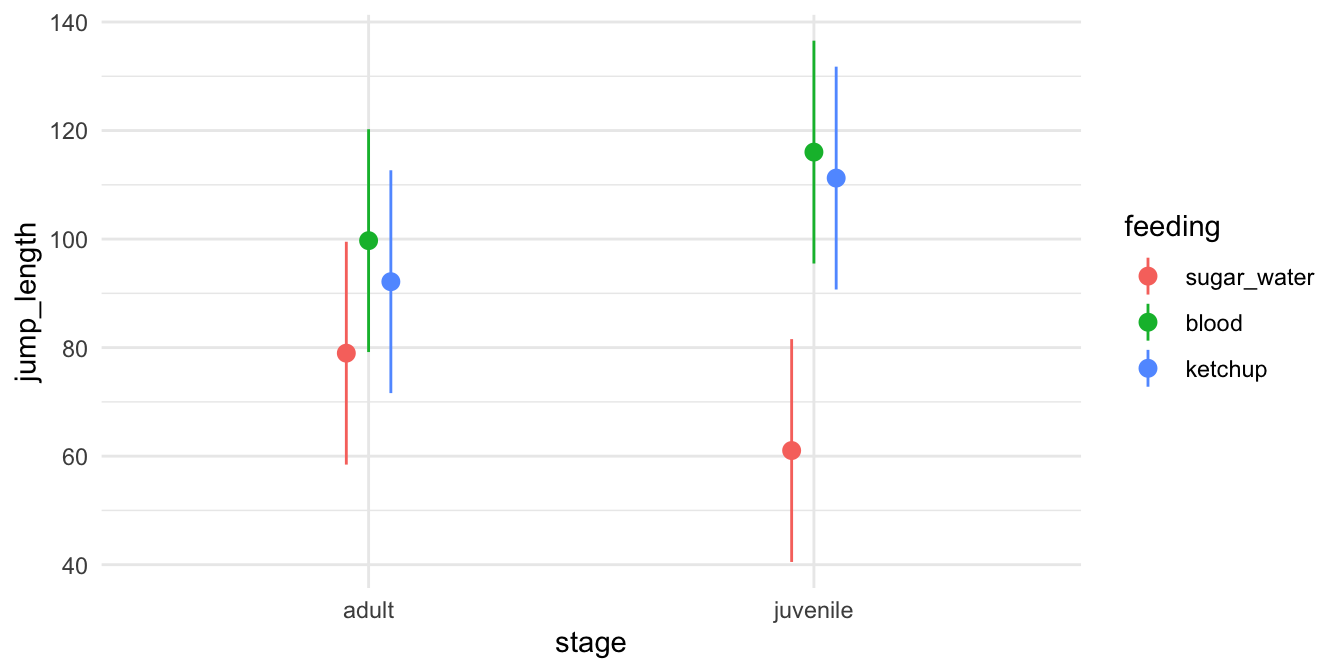 140
120
100
80
60
40
jump_length
adult
juvenile
stage
feeding
sugar_water
blood
ketchup